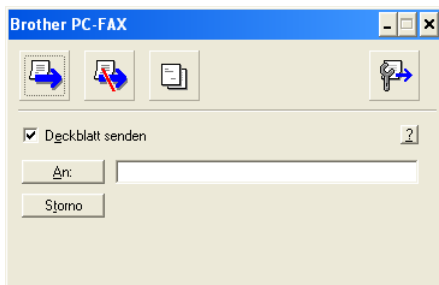 Brother PC-FAX
Deckblatt senden
?
An:
Storno